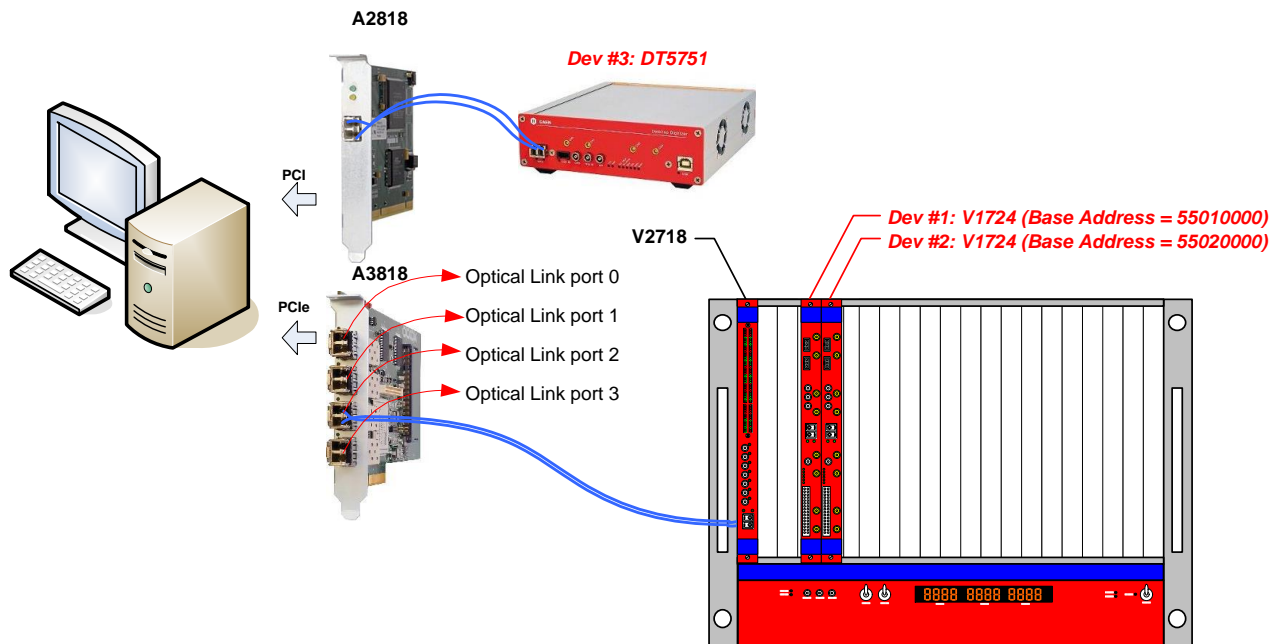 A2818
Dev #3: DT5751
PCI
Dev #1: V1724 (Base Address = 55010000)
Dev #2: V1724 (Base Address = 55020000)
V2718
A3818
Optical Link port 0
PCIe
Optical Link port 1
Optical Link port 2
Optical Link port 3
8888 8888 8888